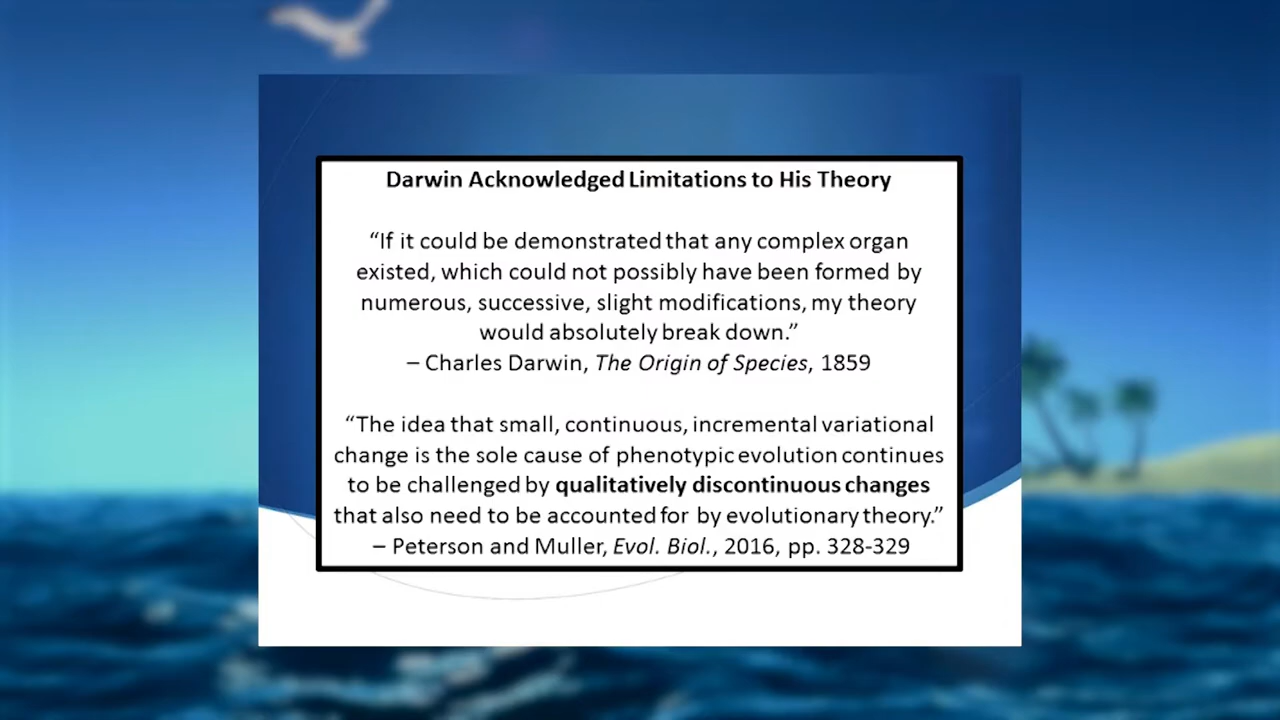 Darwin Acknowledged Limitations to His Theory
“If it could be demonstrated that any complex organ
existed, which could not possibly have been formed by
numerous, successive, slight modifications, my theory
would absolutely break down.”
– Charles Darwin, The Origin of Species, 1859
“The idea that small, continuous, incremental variational
change is the sole cause of phenotypic evolution continues
to be challenged by qualitatively discontinuous changes
that also need to be accounted for by evolutionary theory.”
– Peterson and Muller, Evol. Biol., 2016, pp. 328-329